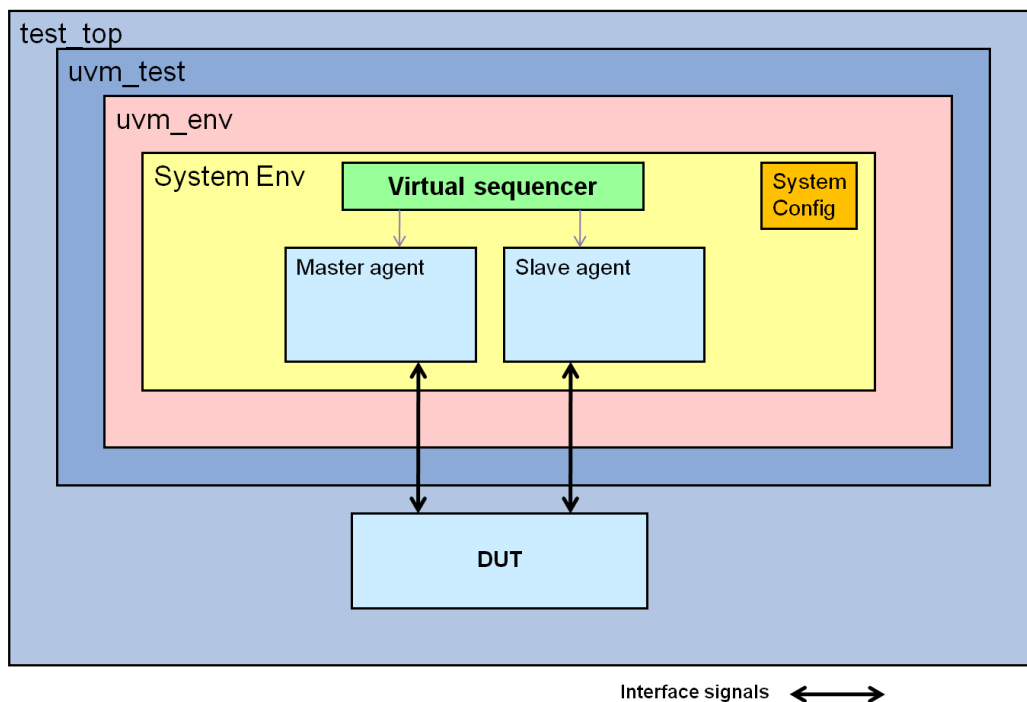 test_top
uvm_test
uvm_env
System Env
Virtual sequencer
System
Config
Master agent
Slave agent
DUT
Interface signals